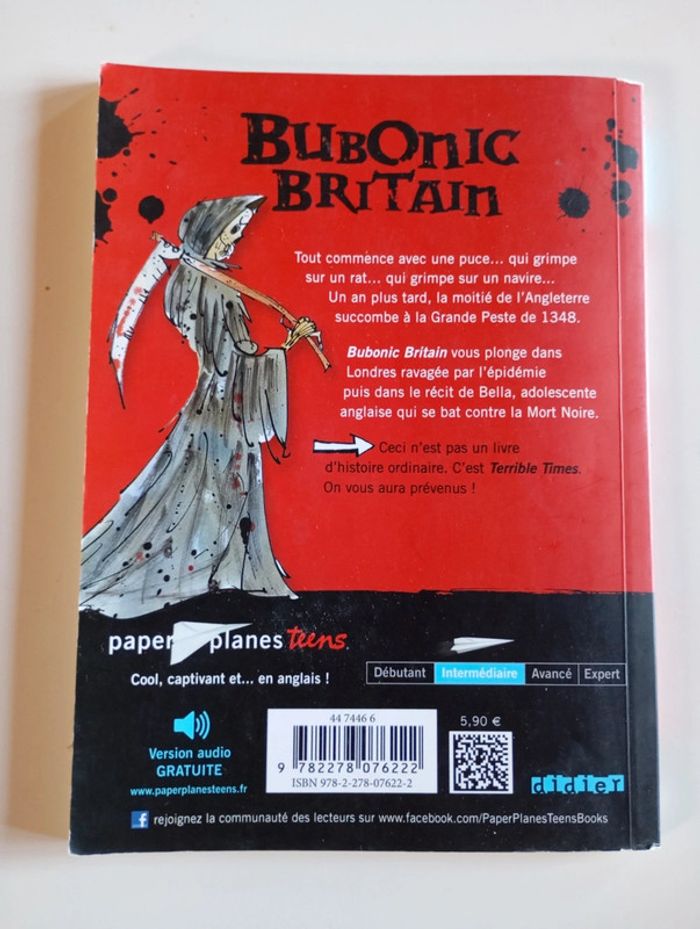 BUBONIC
BRITAIN
Tout commence avec une puce... qui grimpe
sur un rat... qui grimpe sur un navire...
Un an plus tard, la moitié de l'Angleterre
succombe à la Grande Peste de 1348.
Bubonic Britain vous plonge dans
Londres ravagée par l'épidémie
puis dans le récit de Bella, adolescente
anglaise qui se bat contre la Mort Noire.
Ceci n'est pas un livre
d'histoire ordinaire. C'est Terrible Times.
On vous aura prévenus !
paper planes teens
Cool, captivant et... en anglais !
Débutant Intermédiaire Avancé Expert
Version audio
GRATUITE
www.paperplanesteens.fr
44 7446 6
9 782278 076222
ISBN 978-2-278-07622-2
5,90 €
didier
f rejoignez la communauté des lecteurs sur www.facebook.com/PaperPlanesTeensBooks